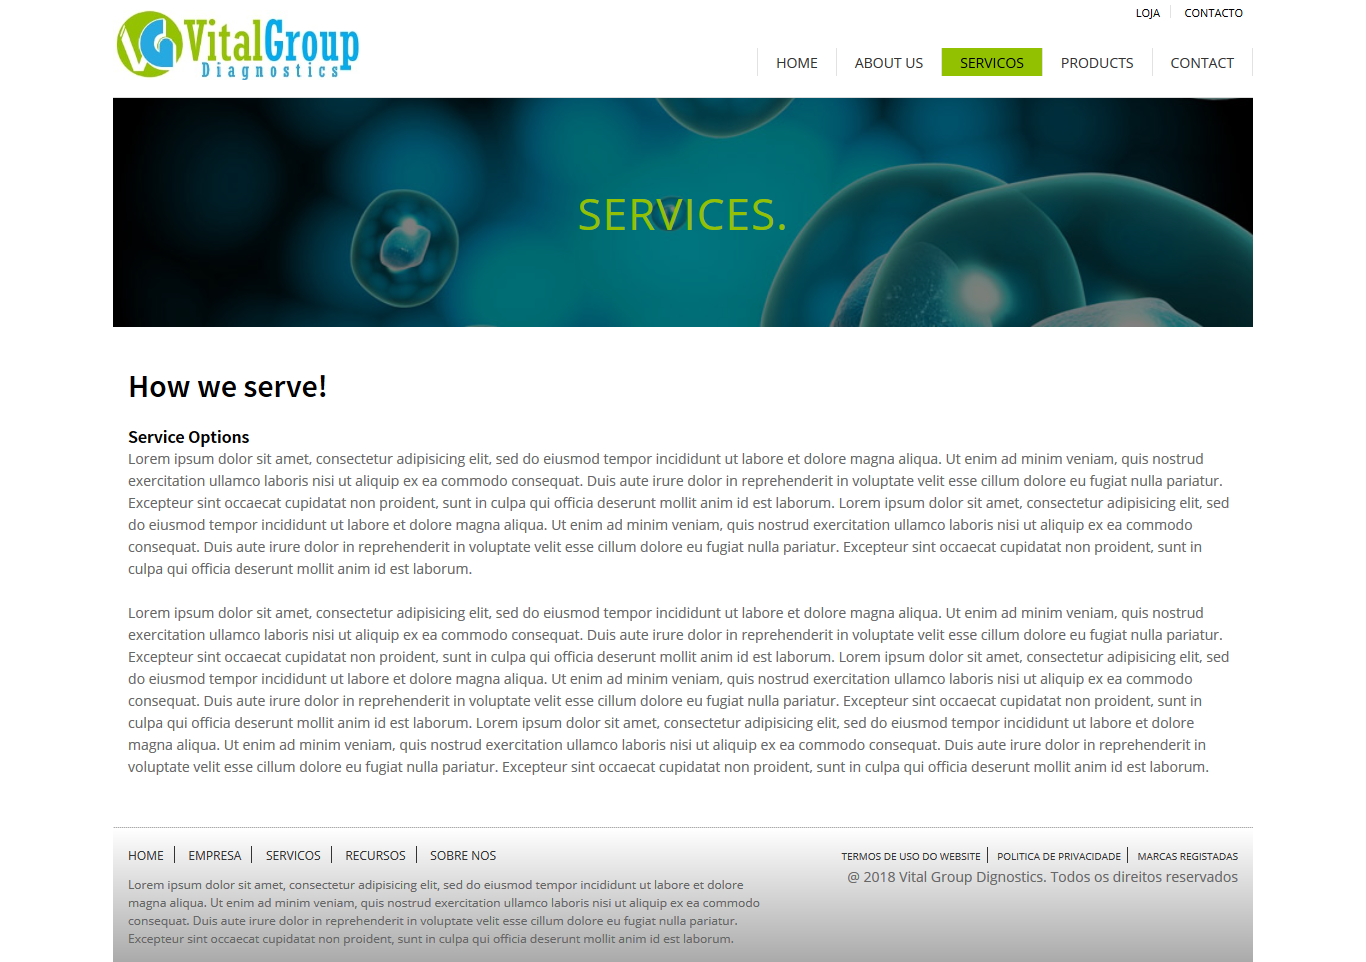 LOJA CONTACTO
VitalGroup
Diagnostics
HOME ABOUT US SERVICOS PRODUCTS CONTACT
SERVICES.
How we serve!
Service Options
Lorem ipsum dolor sit amet, consectetur adipisicing elit, sed do eiusmod tempor incididunt ut labore et dolore magna aliqua. Ut enim ad minim veniam, quis nostrud
exercitation ullamco laboris nisi ut aliquip ex ea commodo consequat. Duis aute irure dolor in reprehenderit in voluptate velit esse cillum dolore eu fugiat nulla pariatur.
Excepteur sint occaecat cupidatat non proident, sunt in culpa qui officia deserunt mollit anim id est laborum. Lorem ipsum dolor sit amet, consectetur adipisicing elit, sed
do eiusmod tempor incididunt ut labore et dolore magna aliqua. Ut enim ad minim veniam, quis nostrud exercitation ullamco laboris nisi ut aliquip ex ea commodo
consequat. Duis aute irure dolor in reprehenderit in voluptate velit esse cillum dolore eu fugiat nulla pariatur. Excepteur sint occaecat cupidatat non proident, sunt in
culpa qui officia deserunt mollit anim id est laborum.
Lorem ipsum dolor sit amet, consectetur adipisicing elit, sed do eiusmod tempor incididunt ut labore et dolore magna aliqua. Ut enim ad minim veniam, quis nostrud
exercitation ullamco laboris nisi ut aliquip ex ea commodo consequat. Duis aute irure dolor in reprehenderit in voluptate velit esse cillum dolore eu fugiat nulla pariatur.
Excepteur sint occaecat cupidatat non proident, sunt in culpa qui officia deserunt mollit anim id est laborum. Lorem ipsum dolor sit amet, consectetur adipisicing elit, sed
do eiusmod tempor incididunt ut labore et dolore magna aliqua. Ut enim ad minim veniam, quis nostrud exercitation ullamco laboris nisi ut aliquip ex ea commodo
consequat. Duis aute irure dolor in reprehenderit in voluptate velit esse cillum dolore eu fugiat nulla pariatur. Excepteur sint occaecat cupidatat non proident, sunt in
culpa qui officia deserunt mollit anim id est laborum. Lorem ipsum dolor sit amet, consectetur adipisicing elit, sed do eiusmod tempor incididunt ut labore et dolore
magna aliqua. Ut enim ad minim veniam, quis nostrud exercitation ullamco laboris nisi ut aliquip ex ea commodo consequat. Duis aute irure dolor in reprehenderit in
voluptate velit esse cillum dolore eu fugiat nulla pariatur. Excepteur sint occaecat cupidatat non proident, sunt in culpa qui officia deserunt mollit anim id est laborum.
HOME EMPRESA SERVICOS RECURSOS SOBRE NOS
Lorem ipsum dolor sit amet, consectetur adipisicing elit, sed do eiusmod tempor incididunt ut labore et dolore
magna aliqua. Ut enim ad minim veniam, quis nostrud exercitation ullamco laboris nisi ut aliquip ex ea commodo
consequat. Duis aute irure dolor in reprehenderit in voluptate velit esse cillum dolore eu fugiat nulla pariatur.
Excepteur sint occaecat cupidatat non proident, sunt in culpa qui officia deserunt mollit anim id est laborum.
TERMOS DE USO DO WEBSITE POLITICA DE PRIVACIDADE MARCAS REGISTADAS
@ 2018 Vital Group Dignostics. Todos os direitos reservados